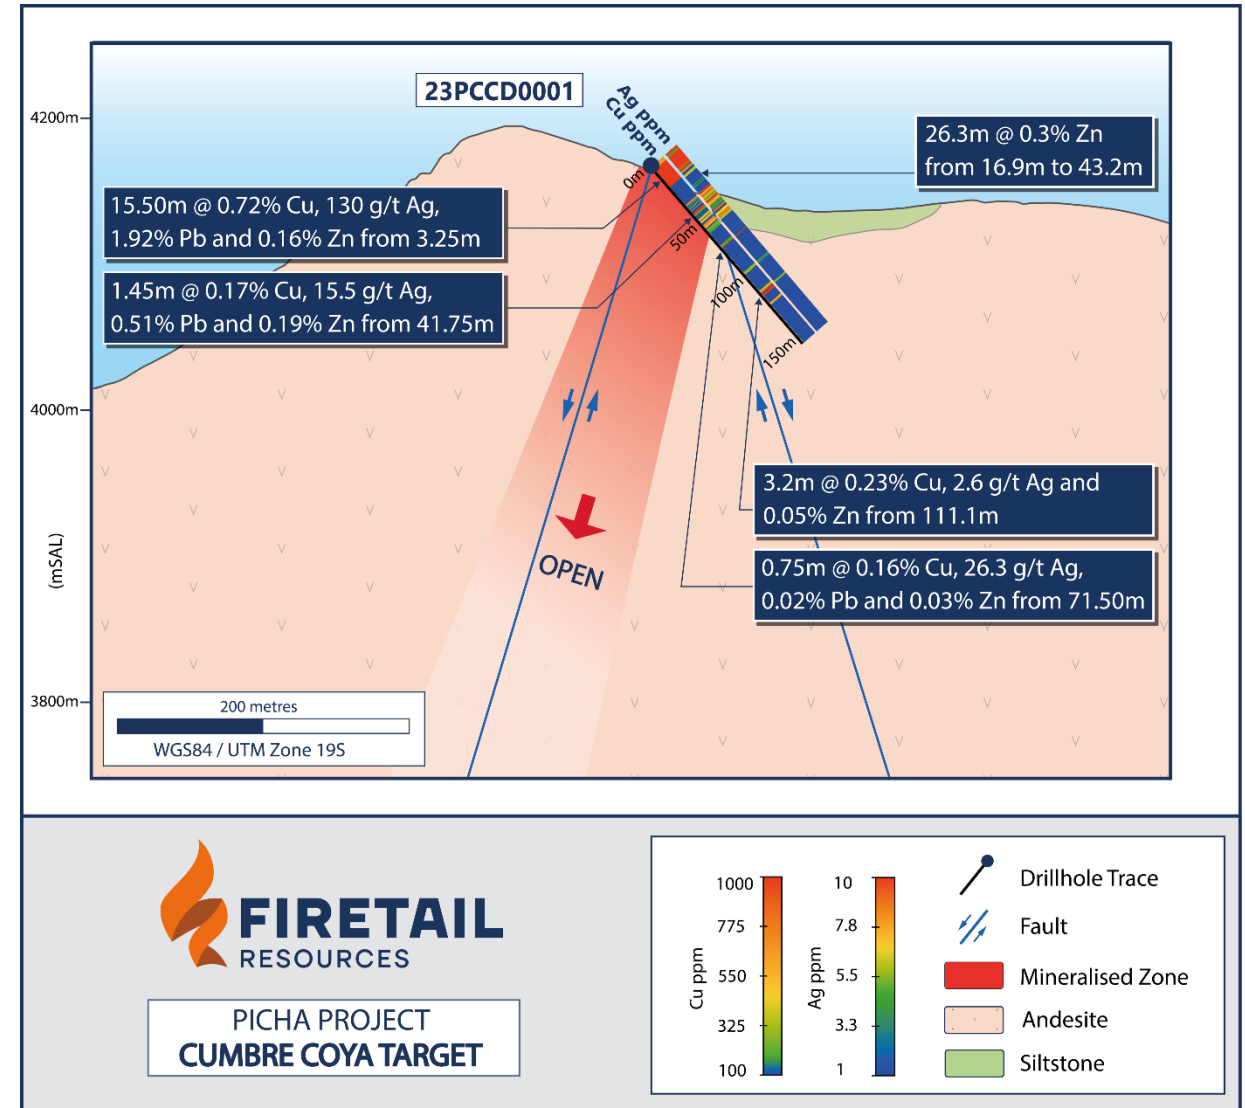 23PCCD0001
Ag ppm
Cu ppm
4200m
4000m
3800m
(mSAL)
0m
50m
100m
150m
26.3m @ 0.3% Zn
from 16.9m to 43.2m
15.50m @ 0.72% Cu, 130 g/t Ag,
1.92% Pb and 0.16% Zn from 3.25m
1.45m @ 0.17% Cu, 15.5 g/t Ag,
0.51% Pb and 0.19% Zn from 41.75m
3.2m @ 0.23% Cu, 2.6 g/t Ag and
0.05% Zn from 111.1m
0.75m @ 0.16% Cu, 26.3 g/t Ag,
0.02% Pb and 0.03% Zn from 71.50m
OPEN
200 metres
WGS84 / UTM Zone 19S
FIRETAIL
RESOURCES
PICHA PROJECT
CUMBRE COYA TARGET
Cu ppm
1000
775
550
325
100
Ag ppm
10
7.8
5.5
3.3
1
Drillhole Trace
Fault
Mineralised Zone
Andesite
Siltstone